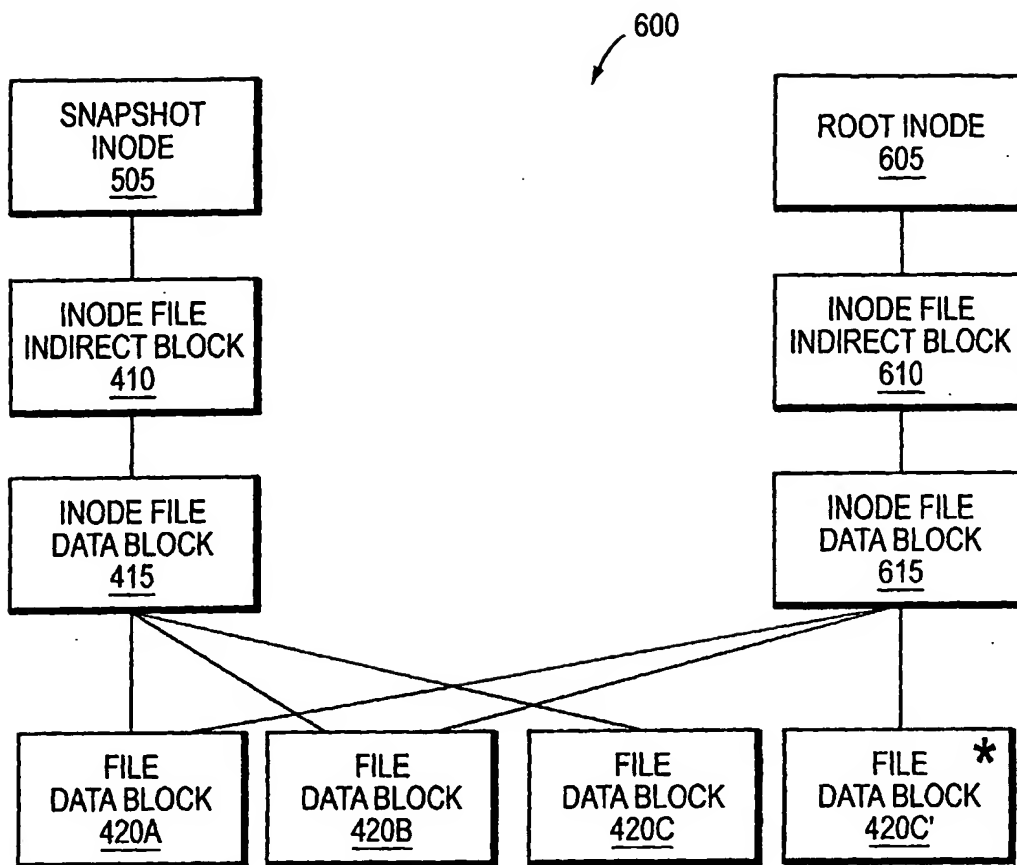 600
SNAPSHOT
INODE
505
ROOT INODE
605
INODE FILE
INDIRECT BLOCK
410
INODE FILE
INDIRECT BLOCK
610
INODE FILE
DATA BLOCK
415
INODE FILE
DATA BLOCK
615
FILE
DATA BLOCK
420A
FILE
DATA BLOCK
420B
FILE
DATA BLOCK
420C
FILE *
DATA BLOCK
420C'